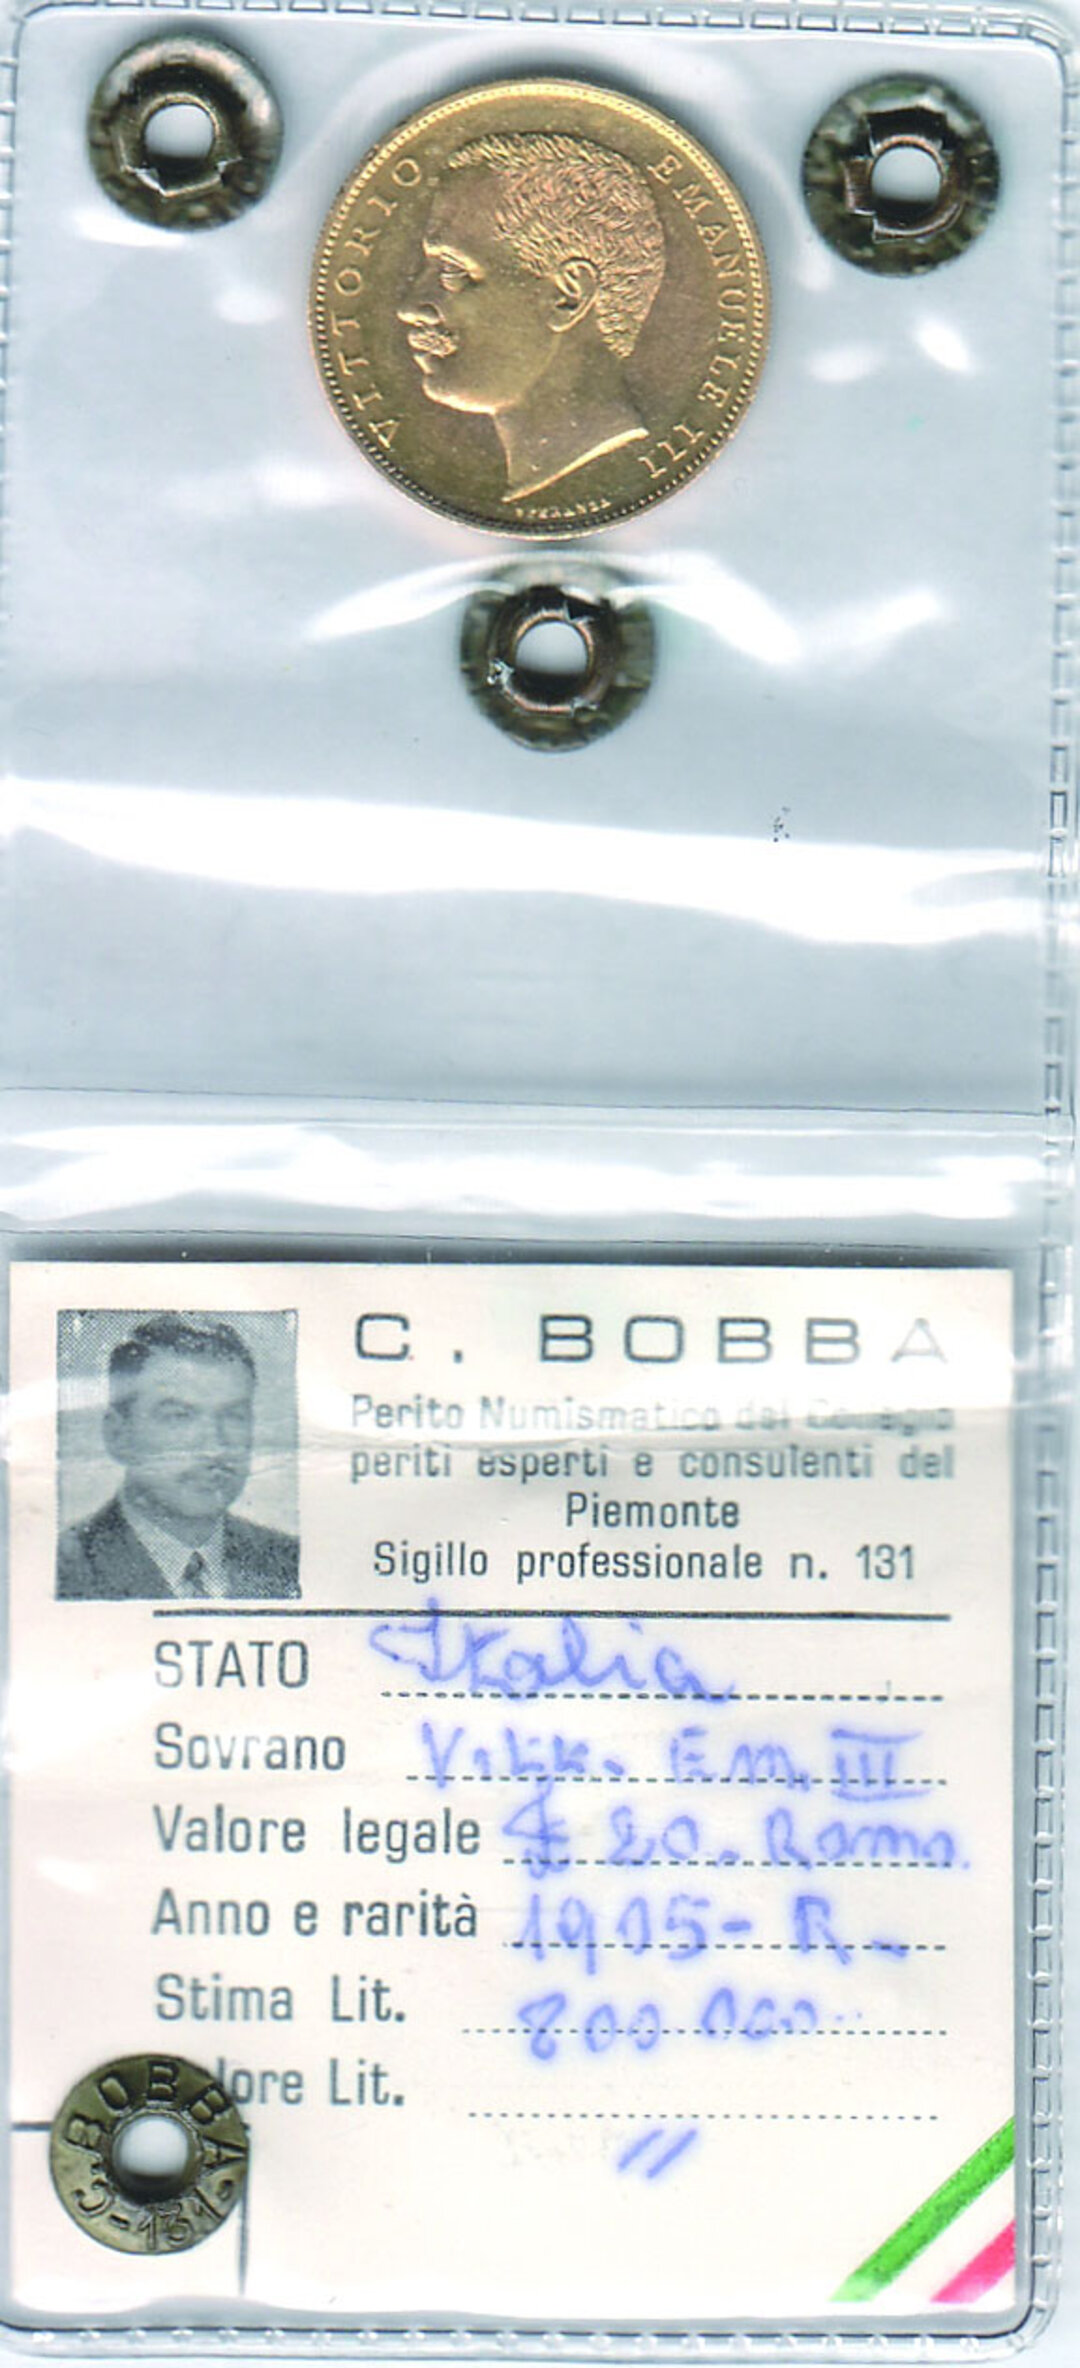 VITTORIO EMANUELE III
SPERANZA
C. BOBBA
Perito Numismatico del Collegio
periti esperti e consulenti del
Piemonte
Sigillo professionale n. 131
STATO Italia
Sovrano Vitt. Em. III
Valore legale £ 20. Roma.
Anno e rarità 1905 - R -
Stima Lit. 800 000
lore Lit. "
C. BOBBA - 131